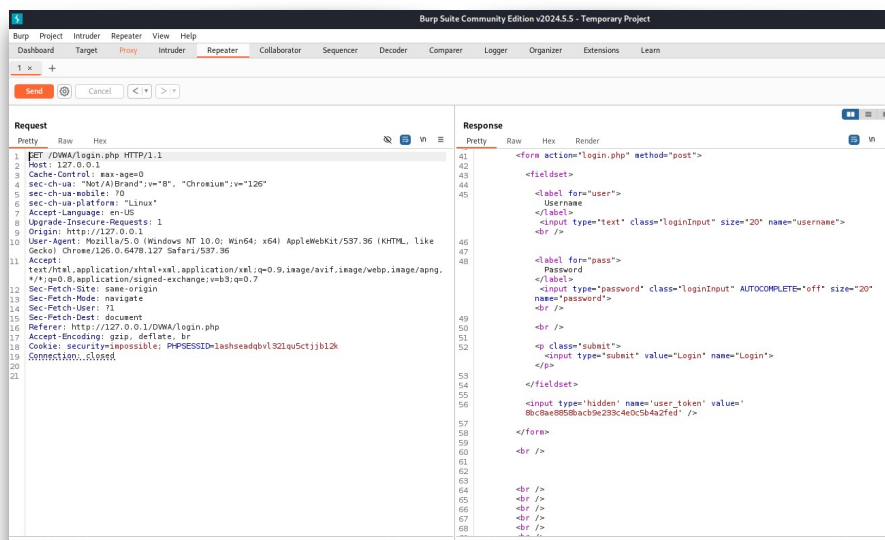 Burp Suite Community Edition v2024.5.5 - Temporary Project
Burp Project Intruder Repeater View Help
Dashboard Target Proxy Intruder Repeater Collaborator Sequencer Decoder Comparer Logger Organizer Extensions Learn
1 × +
Send Cancel < >
Request
Pretty Raw Hex \n
1 GET /DVWA/login.php HTTP/1.1
2 Host: 127.0.0.1
3 Cache-Control: max-age=0
4 sec-ch-ua: "Not/A)Brand";v="8", "Chromium";v="126"
5 sec-ch-ua-mobile: ?0
6 sec-ch-ua-platform: "Linux"
7 Accept-Language: en-US
8 Upgrade-Insecure-Requests: 1
9 Origin: http://127.0.0.1
10 User-Agent: Mozilla/5.0 (Windows NT 10.0; Win64; x64) AppleWebKit/537.36 (KHTML, like
Gecko) Chrome/126.0.6478.127 Safari/537.36
11 Accept:
text/html,application/xhtml+xml,application/xml;q=0.9,image/avif,image/webp,image/apng,
*/*;q=0.8,application/signed-exchange;v=b3;q=0.7
12 Sec-Fetch-Site: same-origin
13 Sec-Fetch-Mode: navigate
14 Sec-Fetch-User: ?1
15 Sec-Fetch-Dest: document
16 Referer: http://127.0.0.1/DVWA/login.php
17 Accept-Encoding: gzip, deflate, br
18 Cookie: security=impossible; PHPSESSID=1ashseadqbvl321qu5ctjjb12k
19 Connection: closed
20
21
Response
Pretty Raw Hex Render \n
41 <form action="login.php" method="post">
42
43 <fieldset>
44
45 <label for="user">
Username
</label>
<input type="text" class="loginInput" size="20" name="username">
<br />
46
47
48 <label for="pass">
Password
</label>
<input type="password" class="loginInput" AUTOCOMPLETE="off" size="20"
name="password">
<br />
49
50 <br />
51
52 <p class="submit">
<input type="submit" value="Login" name="Login">
</p>
53
54 </fieldset>
55
56 <input type='hidden' name='user_token' value='
8bc8ae8858bacb9e233c4e0c5b4a2fed' />
57
58 </form>
59
60 <br />
61
62
63
64 <br />
65 <br />
66 <br />
67 <br />
68 <br />